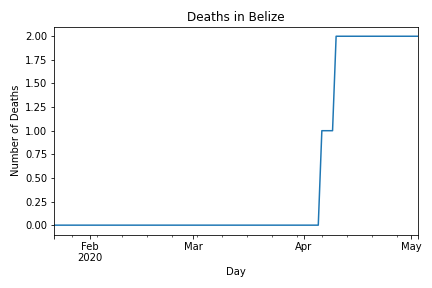 Deaths in Belize
Number of Deaths
2.00
1.75
1.50
1.25
1.00
0.75
0.50
0.25
0.00
Feb
2020
Mar
Apr
May
Day